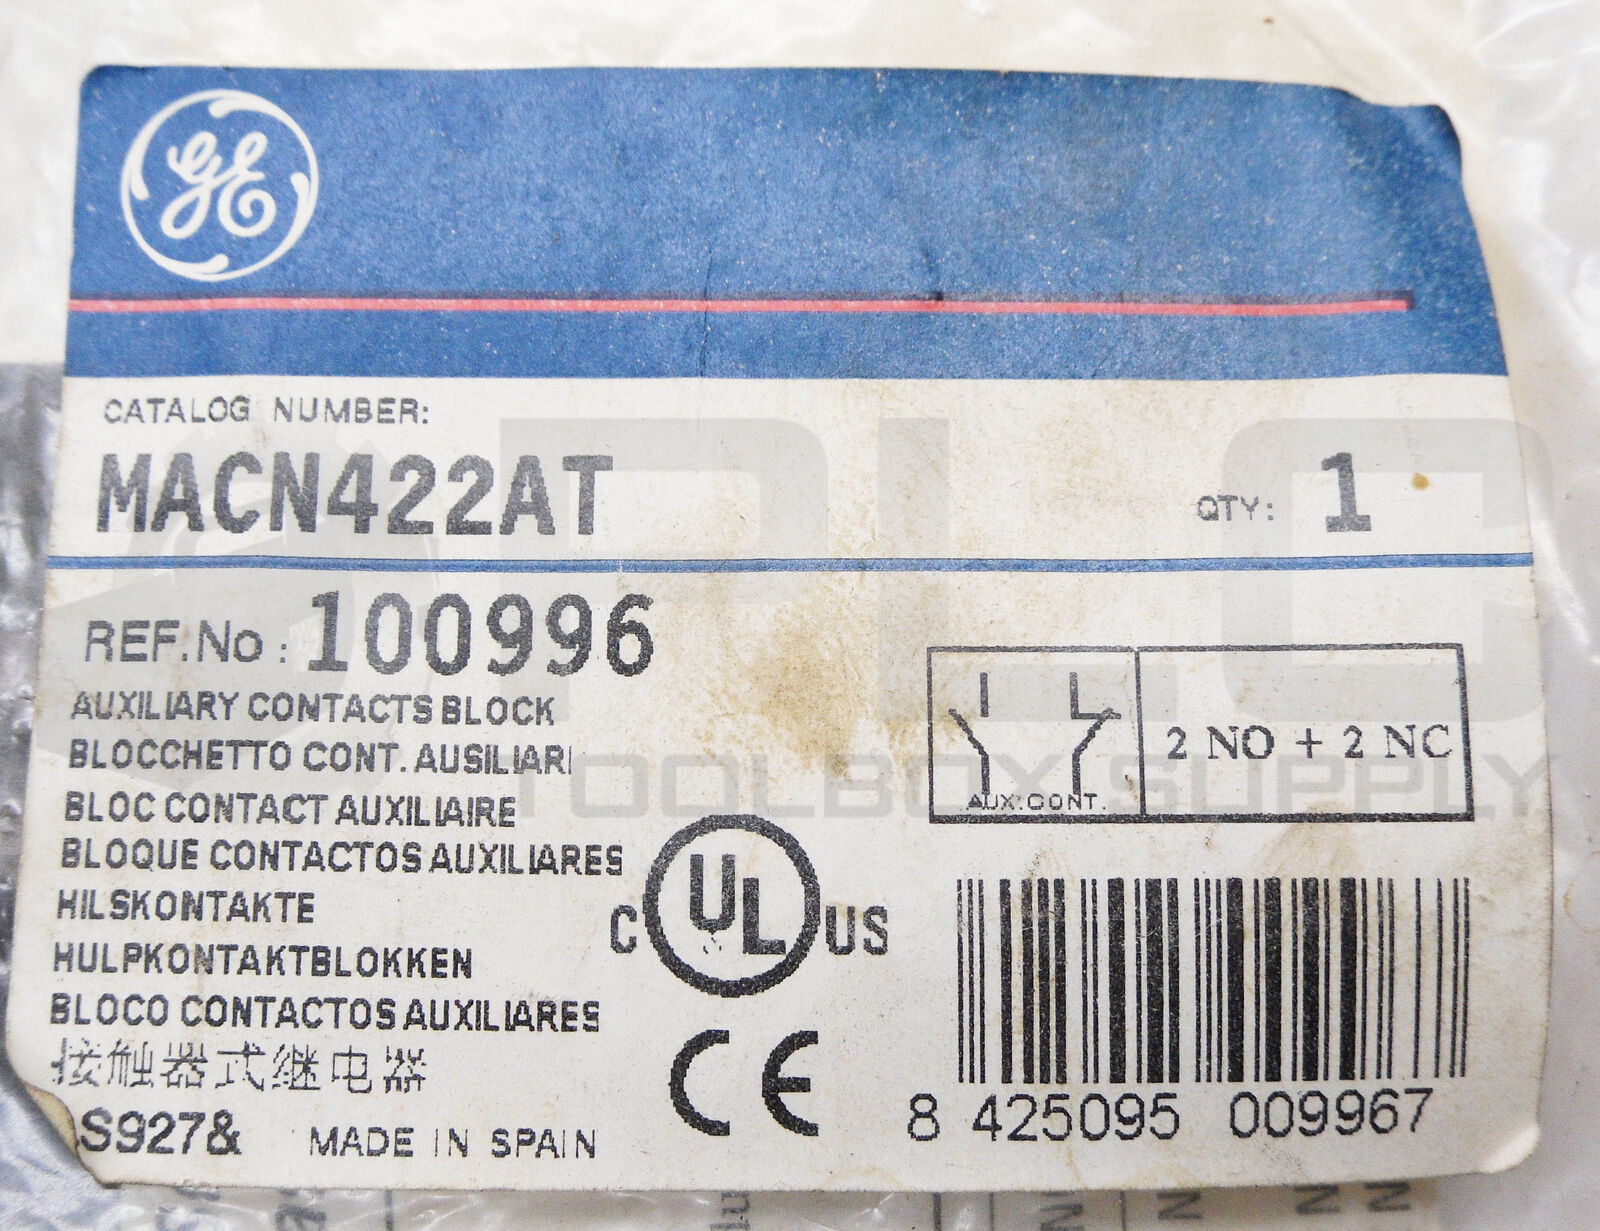 GE
CATALOG NUMBER:
MACN422AT
QTY: 1
REF.No: 100996
AUXILIARY CONTACTS BLOCK
BLOCCHETTO CONT. AUSILIARI
BLOC CONTACT AUXILIAIRE
BLOQUE CONTACTOS AUXILIARES
HILSKONTAKTE
HULPKONTAKTBLOKKEN
BLOCO CONTACTOS AUXILIARES
接触器式继电器
S927&
MADE IN SPAIN
AUX. CONT.
2 NO + 2 NC
C UL US
CE
8 425095 009967
PLC
TOOLBOX SUPPLY